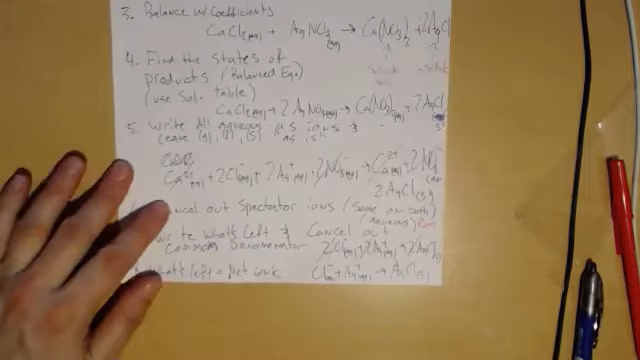 3. Balance w/ Coefficients
CaCl₂(aq) + AgNO₃(aq) → Ca(NO₃)₂ + 2AgCl
4. Find the states of
products (Balanced Eq.)
(use Sol. table)
CaCl₂(aq) + 2 AgNO₃(aq) → Ca(NO₃)₂(aq) + 2AgCl(s)
5. Write All aqueous as ions &
leave (s), (l), (g) as is.
Ca²⁺(aq) + 2Cl⁻(aq) + 2Ag⁺(aq) + 2NO₃⁻(aq) → Ca²⁺(aq) + 2NO₃⁻(aq)
2AgCl(s)
Cancel out Spectator ions (Same on both)
(aqueous)
Write what's left & Cancel out
Common Denominator 2Cl⁻(aq) + 2Ag⁺(aq) → 2AgCl(s)
what's left = Net ionic Cl⁻(aq) + Ag⁺(aq) → AgCl(s)